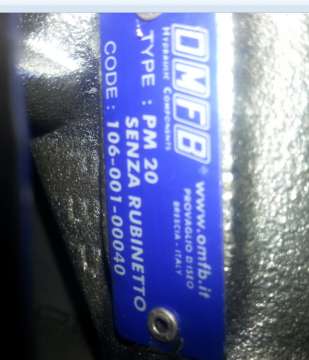 OMFB®
HYDRAULIC COMPONENTS
www.omfb.it
PROVAGLIO D'ISEO
BRESCIA - ITALY
TYPE : PM 20
SENZA RUBINETTO
CODE : 106-001-00040